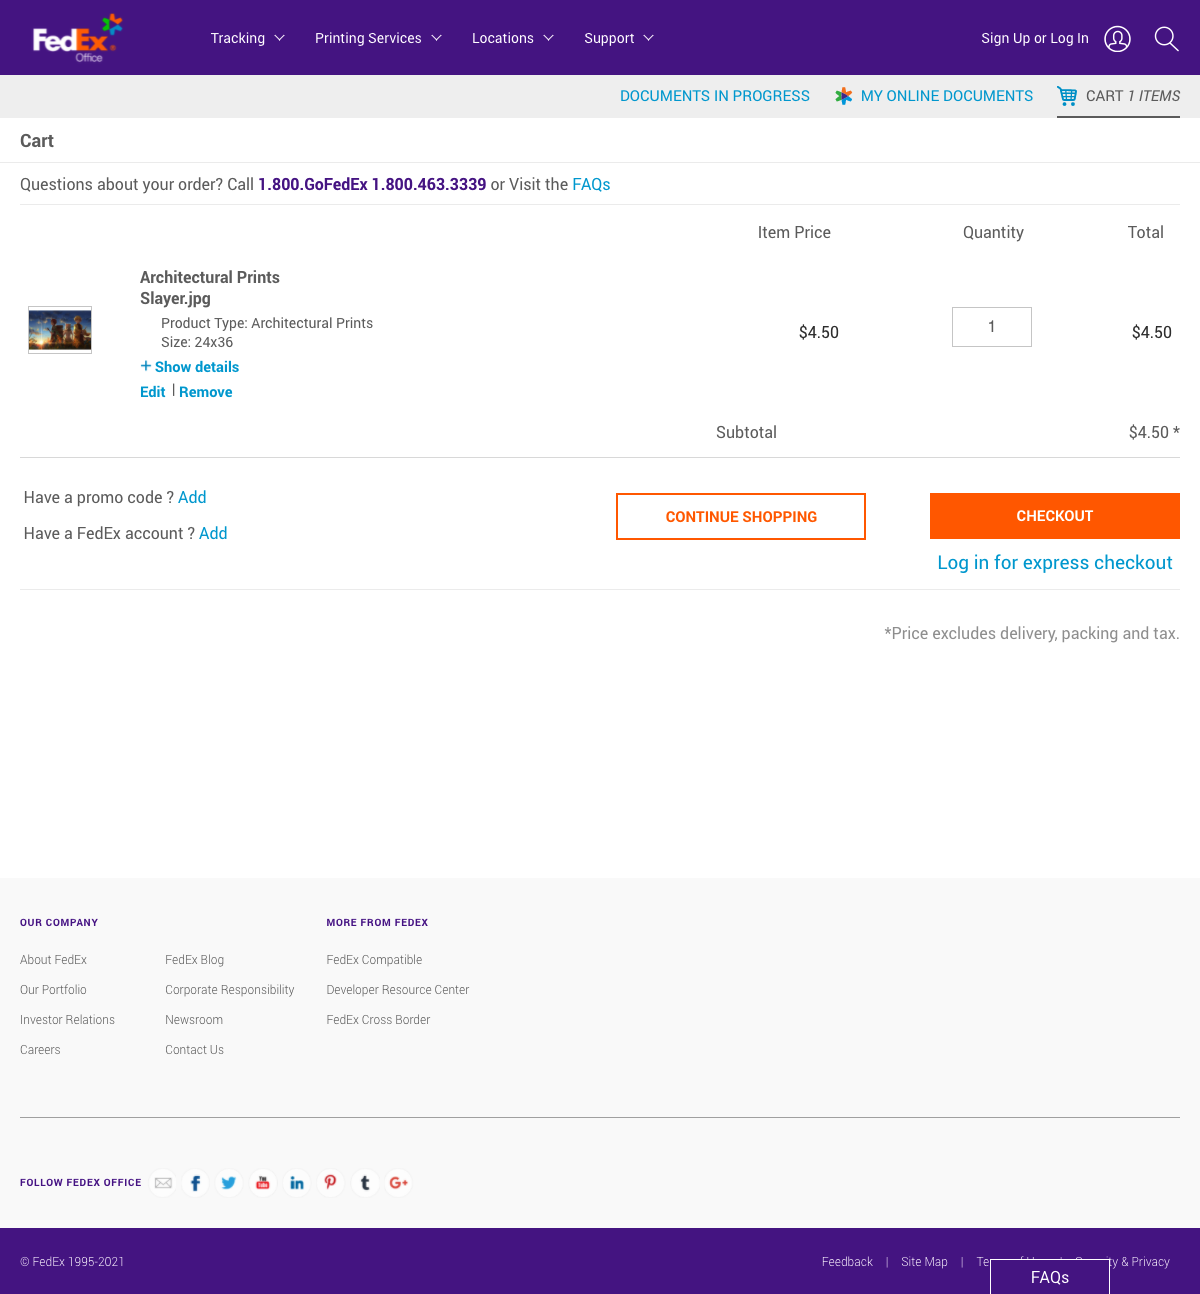 FedEx Office
Tracking Printing Services Locations Support Sign Up or Log In
DOCUMENTS IN PROGRESS MY ONLINE DOCUMENTS CART 1 ITEMS
Cart
Questions about your order? Call 1.800.GoFedEx 1.800.463.3339 or Visit the FAQs
Item Price Quantity Total
Architectural Prints
Slayer.jpg
Product Type: Architectural Prints
Size: 24x36
$4.50 1 $4.50
+ Show details
Edit | Remove
Subtotal $4.50 *
Have a promo code ? Add
CONTINUE SHOPPING CHECKOUT
Have a FedEx account ? Add
Log in for express checkout
*Price excludes delivery, packing and tax.
OUR COMPANY MORE FROM FEDEX
About FedEx FedEx Blog FedEx Compatible
Our Portfolio Corporate Responsibility Developer Resource Center
Investor Relations Newsroom FedEx Cross Border
Careers Contact Us
FOLLOW FEDEX OFFICE
© FedEx 1995-2021 Feedback | Site Map | & Privacy
FAQs